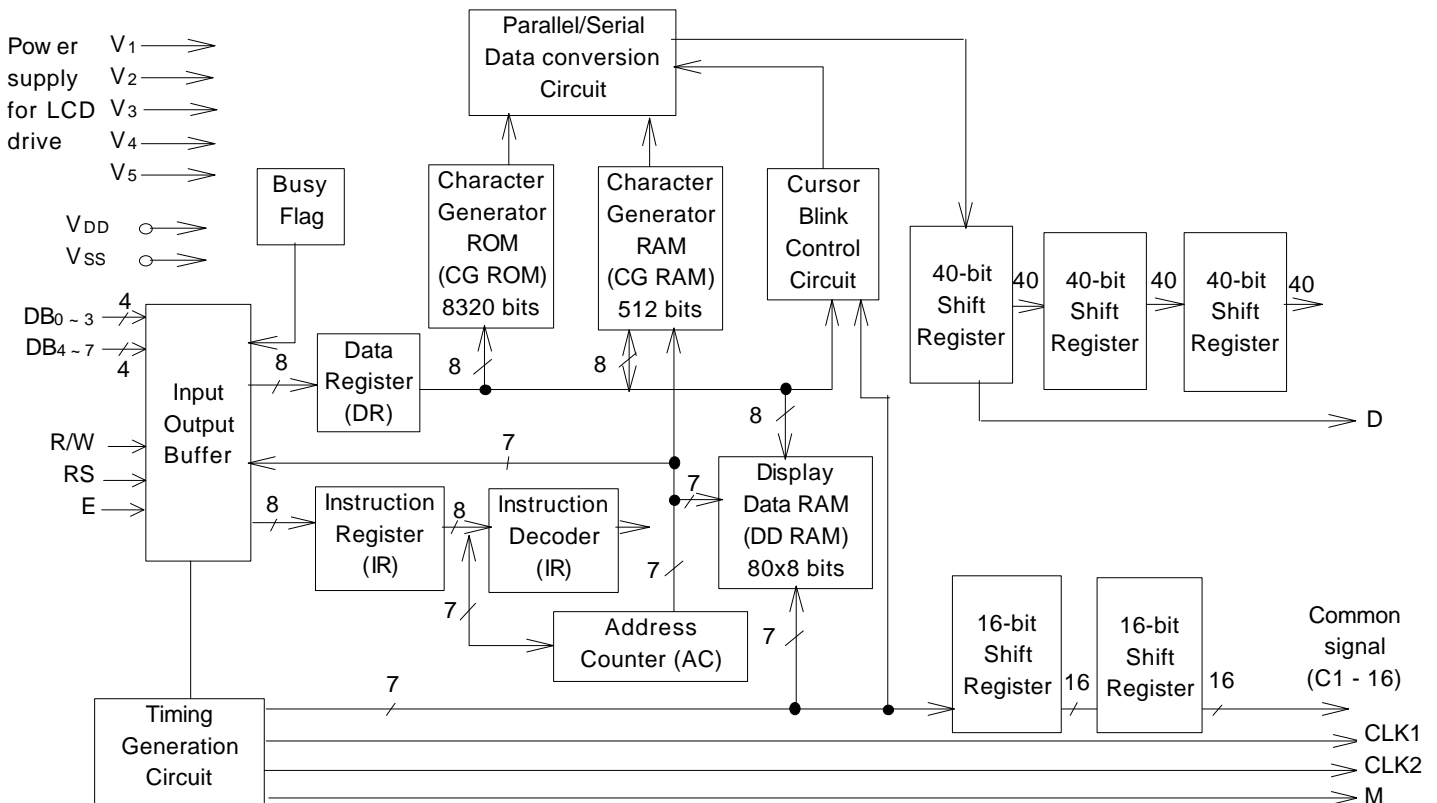 Power
supply
for LCD
drive
V1
V2
V3
V4
V5
VDD
VSS
Parallel/Serial
Data conversion
Circuit
Busy
Flag
Character
Generator
ROM
(CG ROM)
8320 bits
Character
Generator
RAM
(CG RAM)
512 bits
Cursor
Blink
Control
Circuit
40-bit
Shift
Register
40
40-bit
Shift
Register
40
40-bit
Shift
Register
40
DB0 ~ 3
4
DB4 ~ 7
4
R/W
RS
E
Input
Output
Buffer
8
Data
Register
(DR)
8
8
8
D
7
7
Display
Data RAM
(DD RAM)
80x8 bits
8
Instruction
Register
(IR)
8
Instruction
Decoder
(IR)
7
7
7
Address
Counter (AC)
16-bit
Shift
Register
16
16-bit
Shift
Register
16
Common
signal
(C1 - 16)
7
Timing
Generation
Circuit
CLK1
CLK2
M